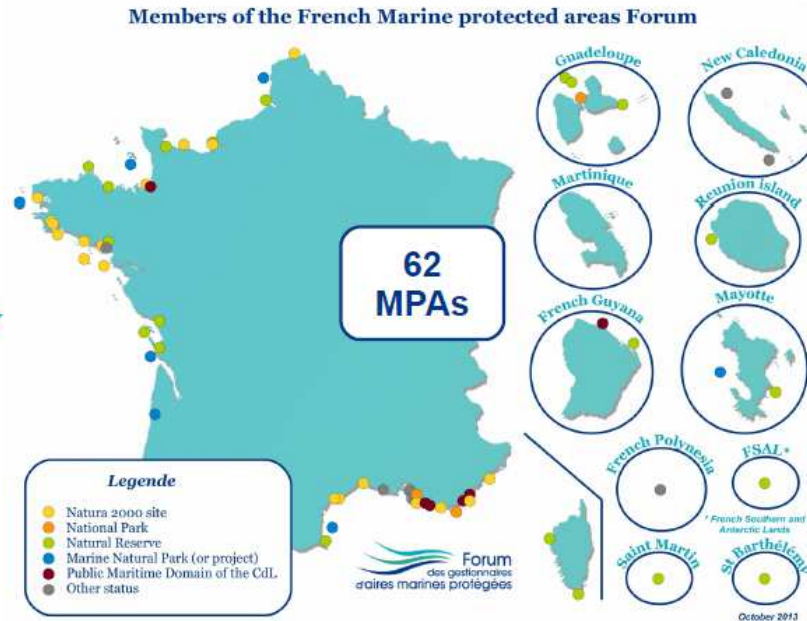 Members of the French Marine protected areas Forum
Guadeloupe
New Caledonia
Martinique
Reunion island
62
MPAs
French Guyana
Mayotte
French Polynesia
FSAL*
* French Southern and
Antarctic Lands
Saint Martin
St Barthélémy
Legende
Natura 2000 site
National Park
Natural Reserve
Marine Natural Park (or project)
Public Maritime Domain of the CdL
Other status
Forum
des gestionnaires
d'aires marines protégées
October 2013